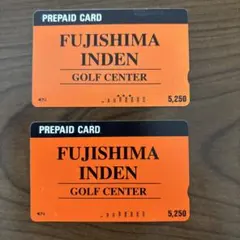 PREPAID CARD
FUJISHIMA
INDEN
GOLF CENTER
5,250
PREPAID CARD
FUJISHIMA
INDEN
GOLF CENTER
5,250